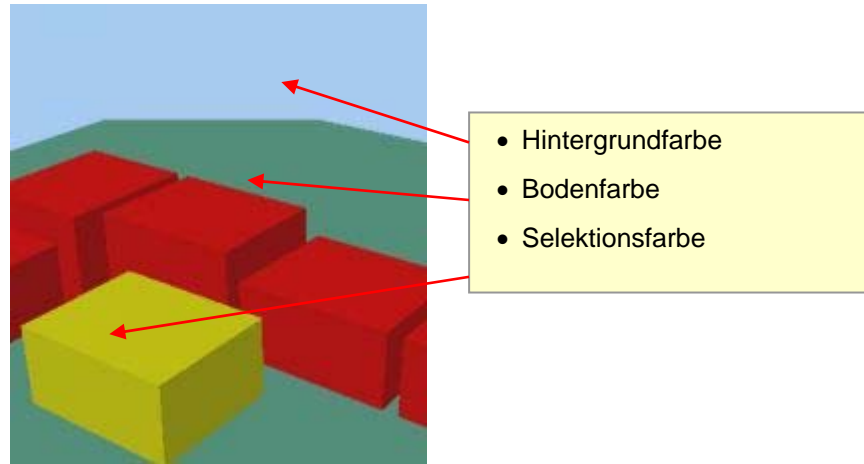 • Hintergrundfarbe
• Bodenfarbe
• Selektionsfarbe